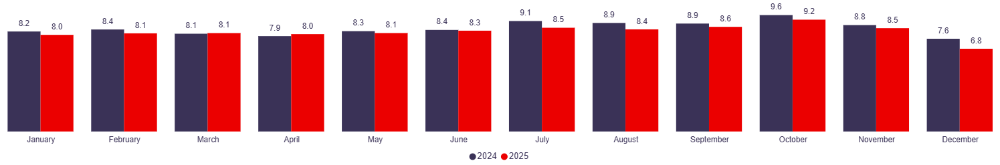 8.2 8.0 8.4 8.1 8.1 8.1 7.9 8.0 8.3 8.1 8.4 8.3 9.1 8.5 8.9 8.4 8.9 8.6 9.6 9.2 8.8 8.5 7.6 6.8
January February March April May June July August September October November December
2024 2025